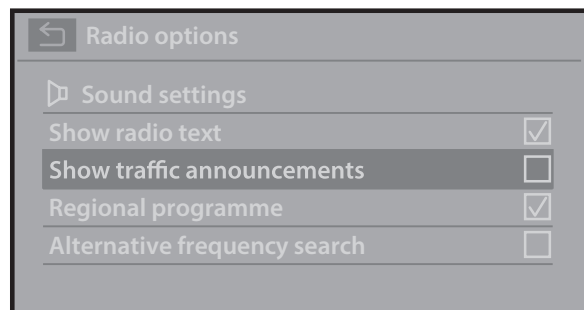 Radio options
Sound settings
Show radio text
Show traffic announcements
Regional programme
Alternative frequency search